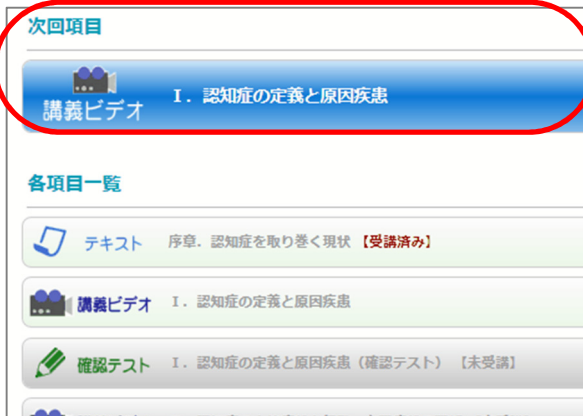 次回項目
講義ビデオ Ⅰ．認知症の定義と原因疾患
各項目一覧
テキスト 序章．認知症を取り巻く現状【受講済み】
講義ビデオ Ⅰ．認知症の定義と原因疾患
確認テスト Ⅰ．認知症の定義と原因疾患（確認テスト）【未受講】